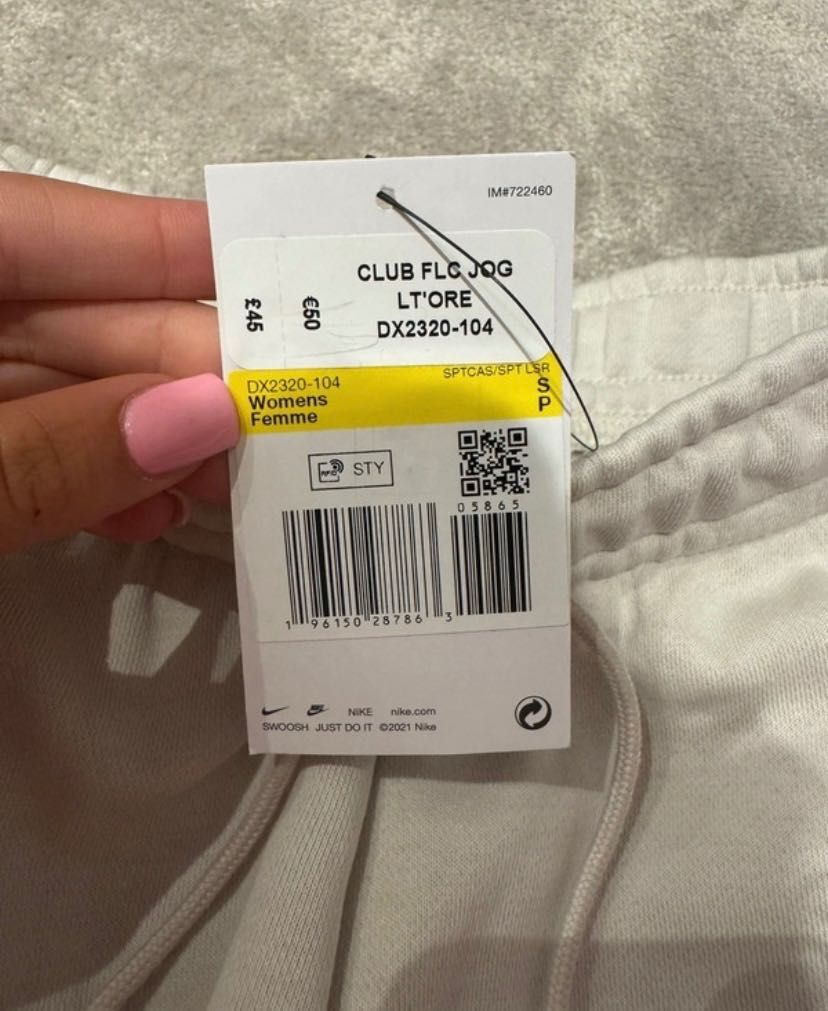 IM#722460
CLUB FLC JOG
LT'ORE
DX2320-104
£45
€50
DX2320-104
SPTCAS/SPT LSR
Womens
S
Femme
P
RFID
STY
05865
1 96150 28786 3
NIKE nike.com
SWOOSH JUST DO IT ©2021 Nike